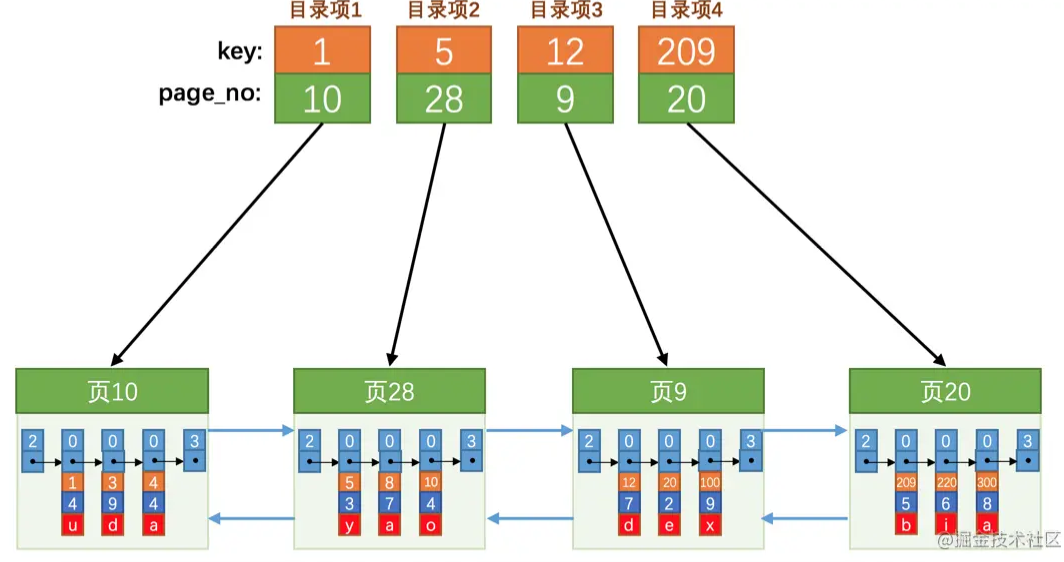 目录项1 目录项2 目录项3 目录项4
key: 1 5 12 209
page_no: 10 28 9 20
页10 页28 页9 页20
2 0 0 0 3 2 0 0 0 3 2 0 0 0 3 2 0 0 0 3
1 3 4 5 8 10 12 20 100 209 220 300
4 9 4 3 7 4 7 2 9 5 6 8
u d a y a o d e x b i a
@掘金技术社区